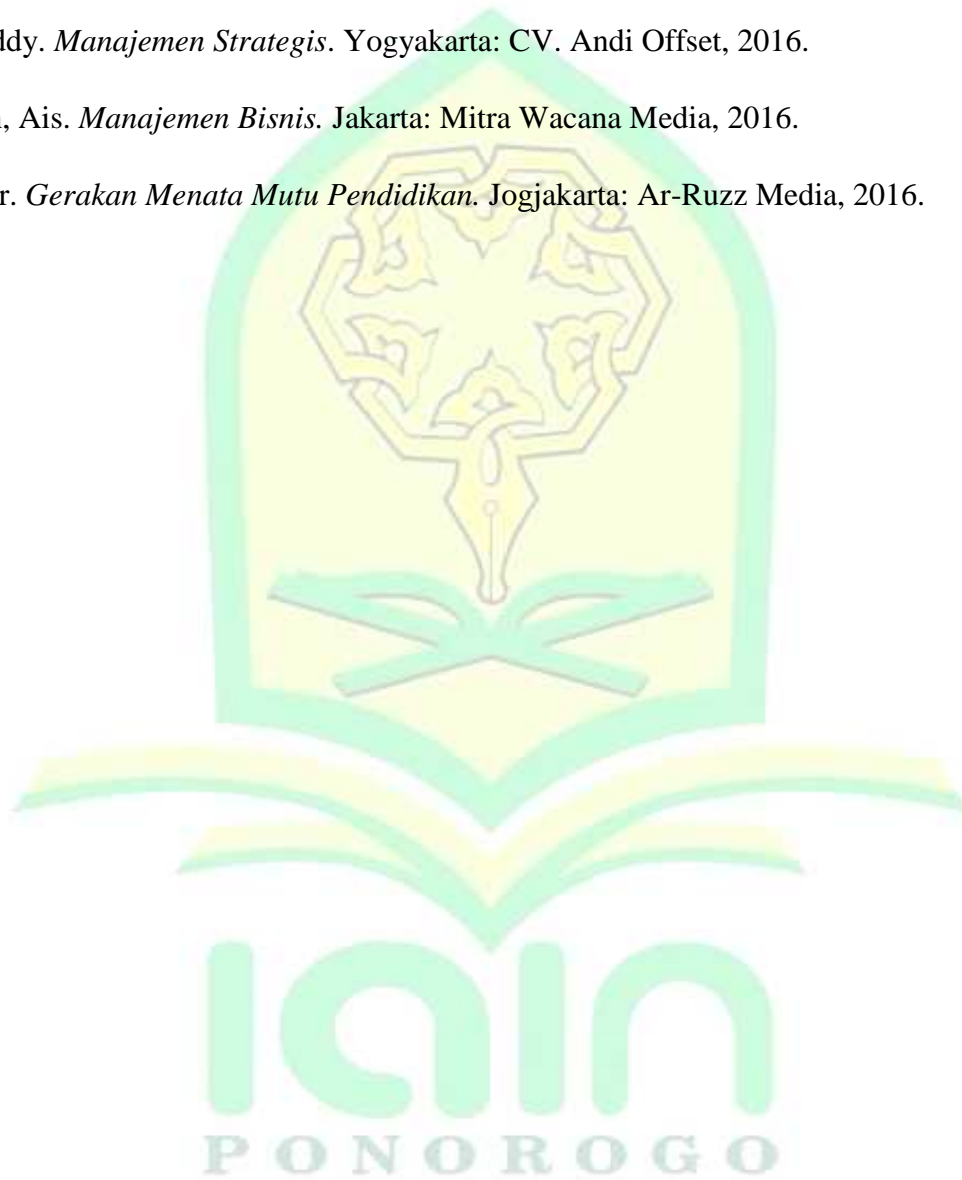 ddy. Manajemen Strategis. Yogyakarta: CV. Andi Offset, 2016.
, Ais. Manajemen Bisnis. Jakarta: Mitra Wacana Media, 2016.
r. Gerakan Menata Mutu Pendidikan. Jogjakarta: Ar-Ruzz Media, 2016.
iain
PONOROGO